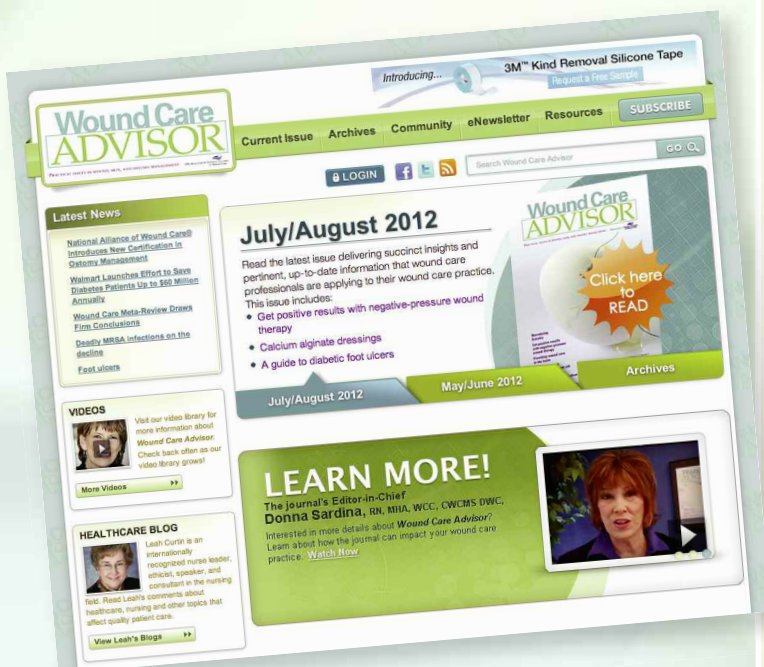 Introducing...
3M™ Kind Removal Silicone Tape
Request a Free Sample
Wound Care
ADVISOR
Current Issue
Archives
Community
eNewsletter
Resources
SUBSCRIBE
LOGIN
Search Wound Care Advisor
GO
Latest News
National Alliance of Wound Care®
Introduces New Certification in
Ostomy Management
Walmart Launches Effort to Save
Diabetes Patients Up to $60 Million
Annually
Wound Care Meta-Review Draws
Firm Conclusions
Deadly MRSA infections on the
decline
Foot ulcers
July/August 2012
Read the latest issue delivering succinct insights and
pertinent, up-to-date information that wound care
professionals are applying to their wound care practice.
This issue includes:
• Get positive results with negative-pressure wound
therapy
• Calcium alginate dressings
• A guide to diabetic foot ulcers
Wound Care
ADVISOR
Click here
to
READ
July/August 2012
May/June 2012
Archives
VIDEOS
Visit our video library for
more information about
Wound Care Advisor.
Check back often as our
video library grows!
More Videos
HEALTHCARE BLOG
Leah Curtin is an
internationally
recognized nurse leader,
ethicist, speaker, and
consultant in the nursing
field. Read Leah's comments about
healthcare, nursing and other topics that
affect quality patient care.
View Leah's Blogs
LEARN MORE!
The journal's Editor-in-Chief
Donna Sardina, RN, MHA, WCC, CWCMS DWC,
Interested in more details about Wound Care Advisor?
Learn about how the journal can impact your wound care
practice. Watch Now